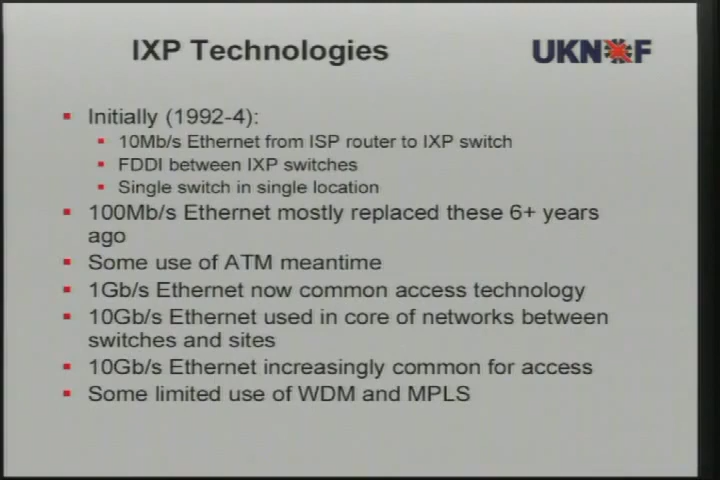 IXP Technologies
UKNOF
Initially (1992-4):
10Mb/s Ethernet from ISP router to IXP switch
FDDI between IXP switches
Single switch in single location
100Mb/s Ethernet mostly replaced these 6+ years
ago
Some use of ATM meantime
1Gb/s Ethernet now common access technology
10Gb/s Ethernet used in core of networks between
switches and sites
10Gb/s Ethernet increasingly common for access
Some limited use of WDM and MPLS